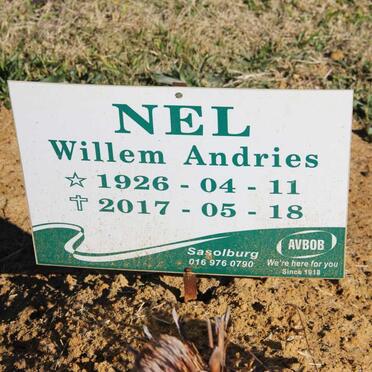 NEL
Willem Andries
☆ 1926 - 04 - 11
✝ 2017 - 05 - 18
Sasolburg
016 976 0790
AVBOB
We're here for you
Since 1918